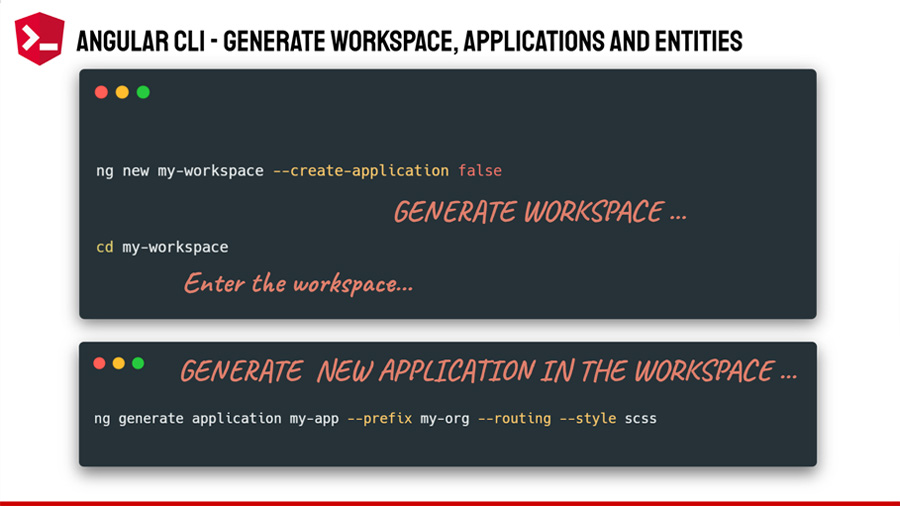 ANGULAR CLI - GENERATE WORKSPACE, APPLICATIONS AND ENTITIES
ng new my-workspace --create-application false
GENERATE WORKSPACE ...
cd my-workspace
Enter the workspace...
GENERATE NEW APPLICATION IN THE WORKSPACE ...
ng generate application my-app --prefix my-org --routing --style scss